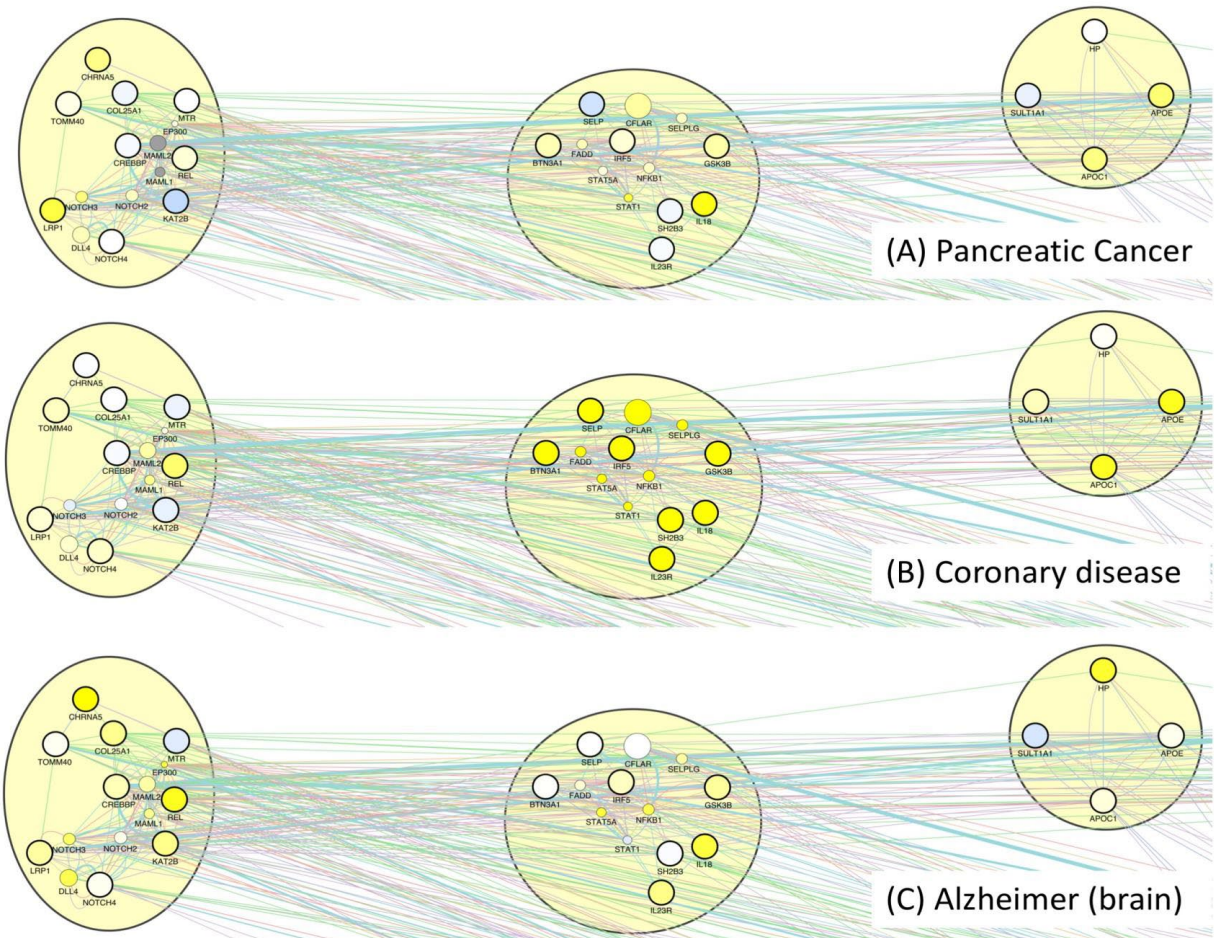 CHRNA5
TOMM40
COL25A1
MTR
EP300
CREBBP
MAML2
REL
MAML1
NOTCH3
NOTCH2
KAT2B
LRP1
DLL4
NOTCH4
SELP
CFLAR
SELPLG
BTN3A1
FADD
IRF5
GSK3B
STAT5A
NFKB1
STAT1
SH2B3
IL18
IL23R
HP
SULT1A1
APOE
APOC1
(A) Pancreatic Cancer
CHRNA5
TOMM40
COL25A1
MTR
EP300
CREBBP
MAML2
REL
MAML1
NOTCH3
NOTCH2
KAT2B
LRP1
DLL4
NOTCH4
SELP
CFLAR
SELPLG
BTN3A1
FADD
IRF5
GSK3B
STAT5A
NFKB1
STAT1
SH2B3
IL18
IL23R
HP
SULT1A1
APOE
APOC1
(B) Coronary disease
CHRNA5
TOMM40
COL25A1
MTR
EP300
CREBBP
MAML2
REL
MAML1
NOTCH3
NOTCH2
KAT2B
LRP1
DLL4
NOTCH4
SELP
CFLAR
SELPLG
BTN3A1
FADD
IRF5
GSK3B
STAT5A
NFKB1
STAT1
SH2B3
IL18
IL23R
HP
SULT1A1
APOE
APOC1
(C) Alzheimer (brain)